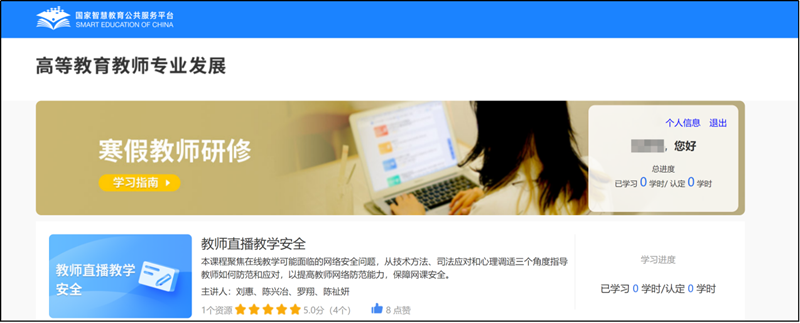 国家智慧教育公共服务平台
SMART EDUCATION OF CHINA
高等教育教师专业发展
寒假教师研修
学习指南
个人信息 退出
,您好
总进度
已学习 0 学时/ 认定 0 学时
教师直播教学
安全
教师直播教学安全
本课程聚焦在线教学可能面临的网络安全问题，从技术方法、司法应对和心理调适三个角度指导
教师如何防范和应对，以提高教师网络防范能力，保障网课安全。
主讲人：刘惠、陈兴冶、罗翔、陈祉妍
1个资源 5.0分（4个） 8 点赞
学习进度
已学习 0 学时/认定 0 学时